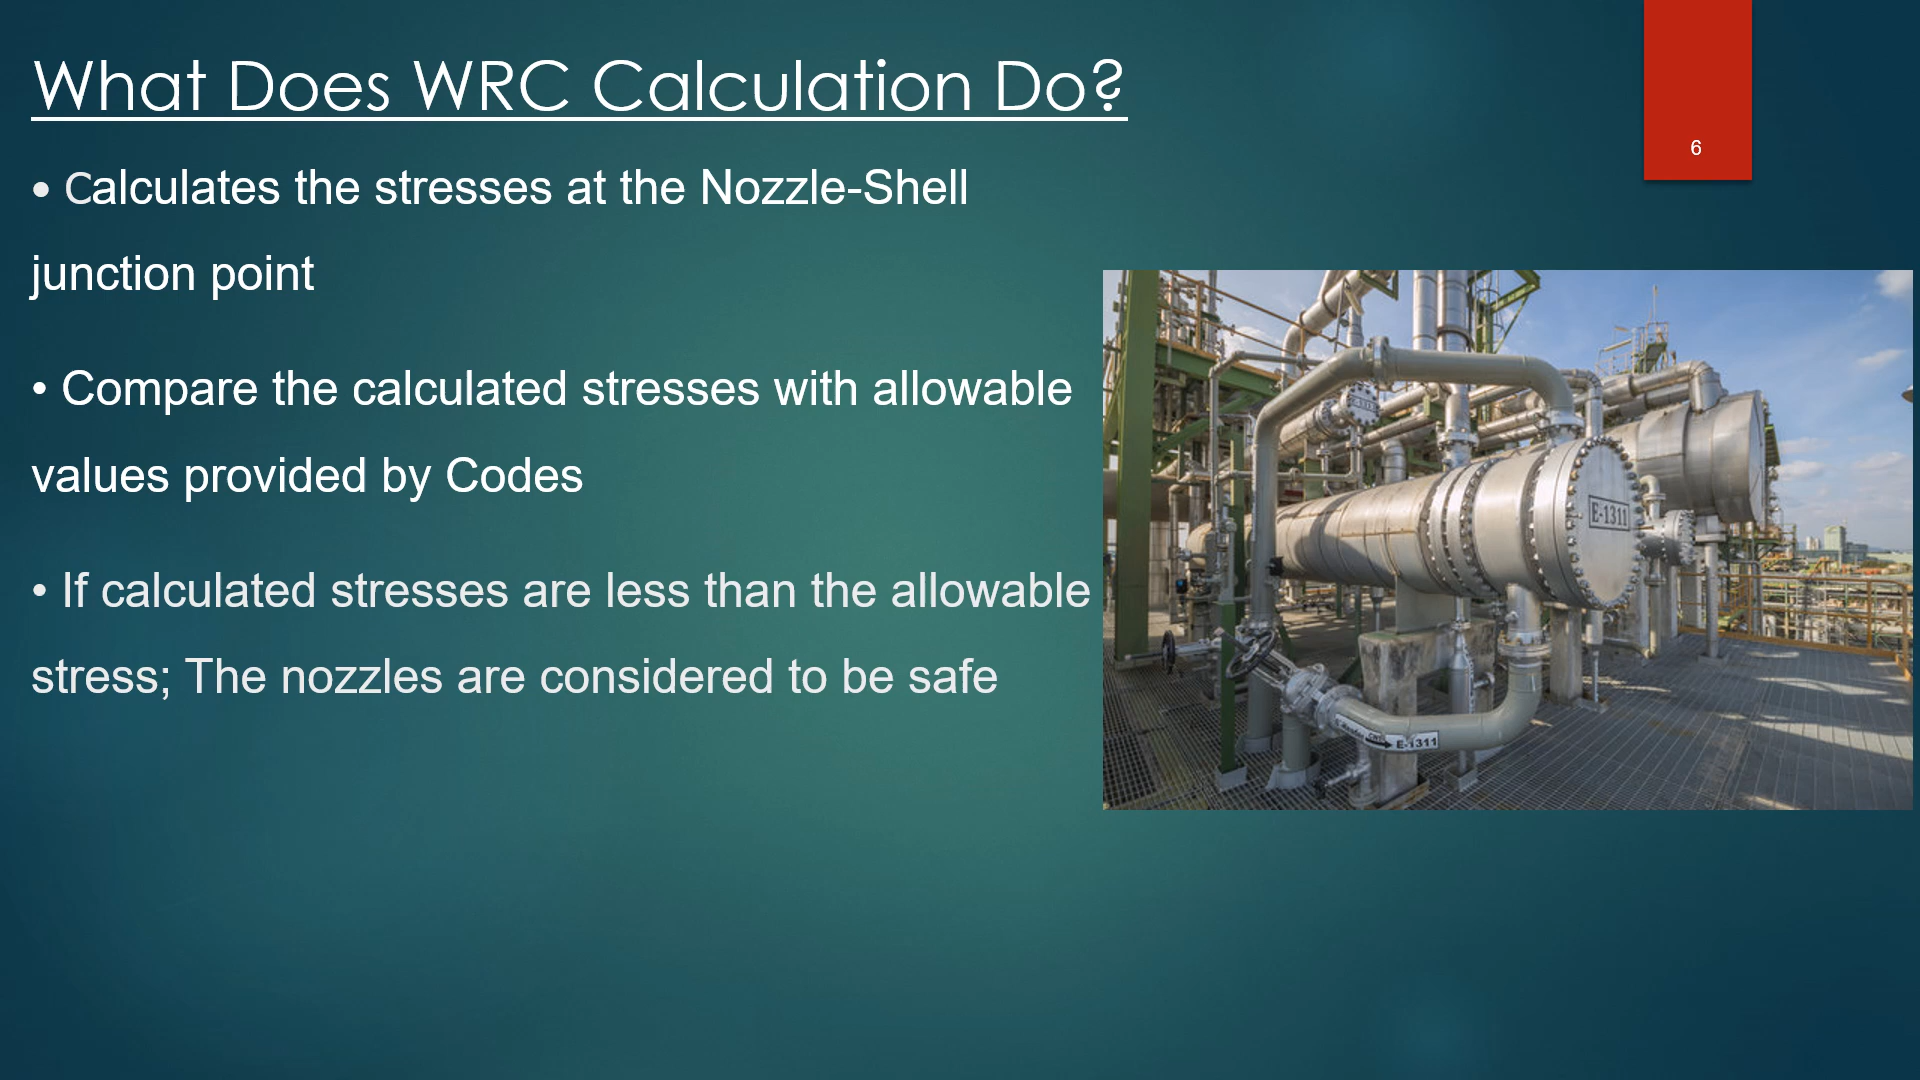 What Does WRC Calculation Do?
6
• Calculates the stresses at the Nozzle-Shell
junction point
• Compare the calculated stresses with allowable
values provided by Codes
• If calculated stresses are less than the allowable
stress; The nozzles are considered to be safe
E-1311
E-1311